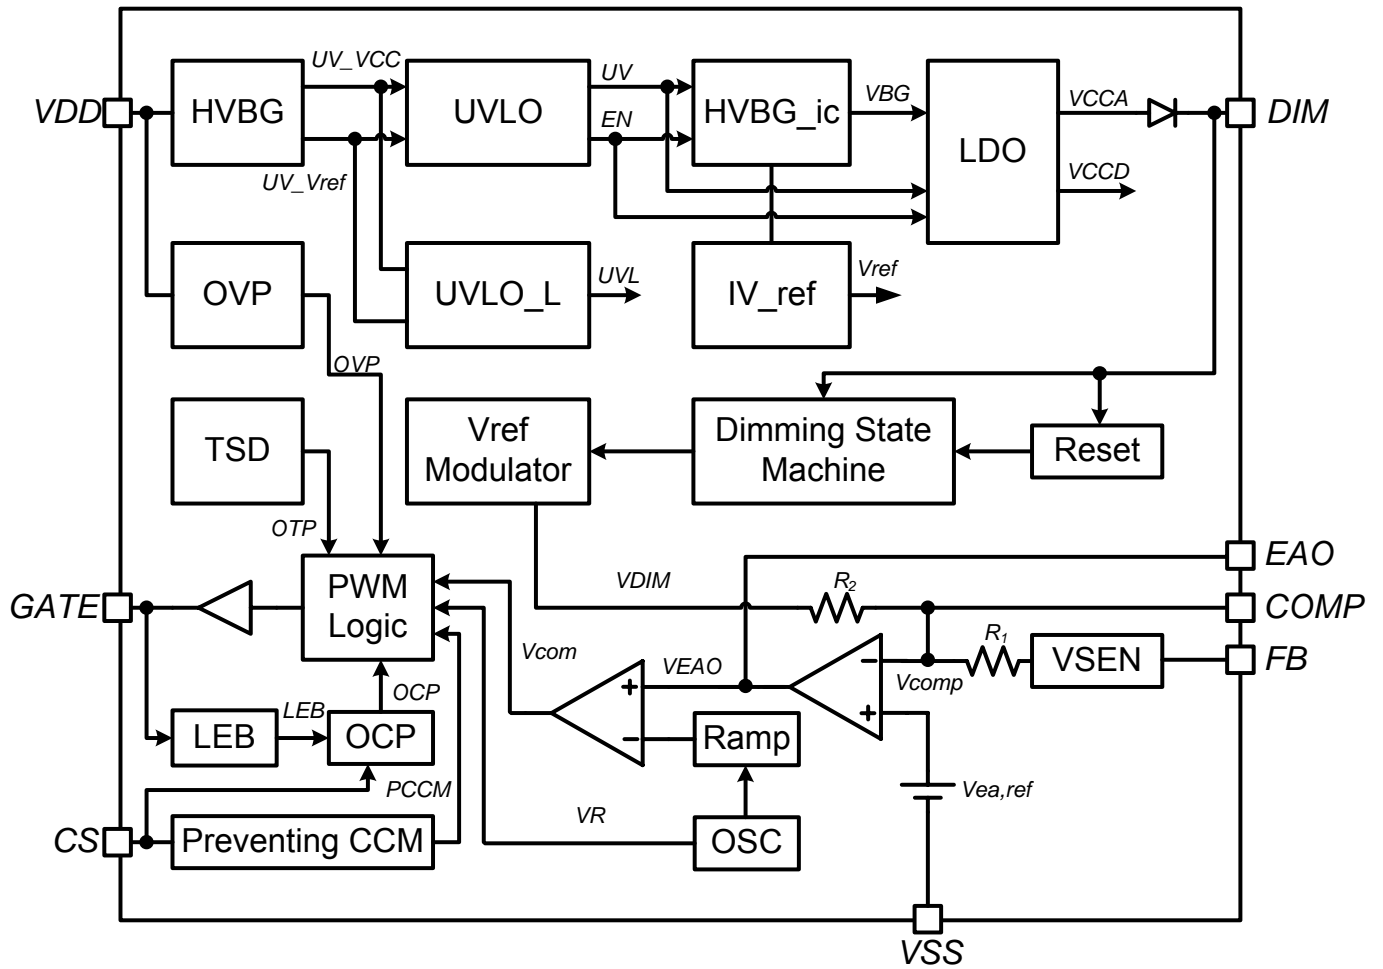 UV_VCC
UV
VBG
VCCA
VDD
HVBG
UVLO
EN
HVBG_ic
LDO
DIM
UV_Vref
VCCD
OVP
UVLO_L
UVL
IV_ref
Vref
OVP
TSD
Vref
Modulator
Dimming State
Machine
Reset
OTP
EAO
GATE
PWM
Logic
VDIM
R2
COMP
Vcom
VEAO
+
−
Vcomp
R1
VSEN
FB
OCP
LEB
LEB
OCP
−
+
Ramp
PCCM
VR
Vea,ref
CS
Preventing CCM
OSC
VSS